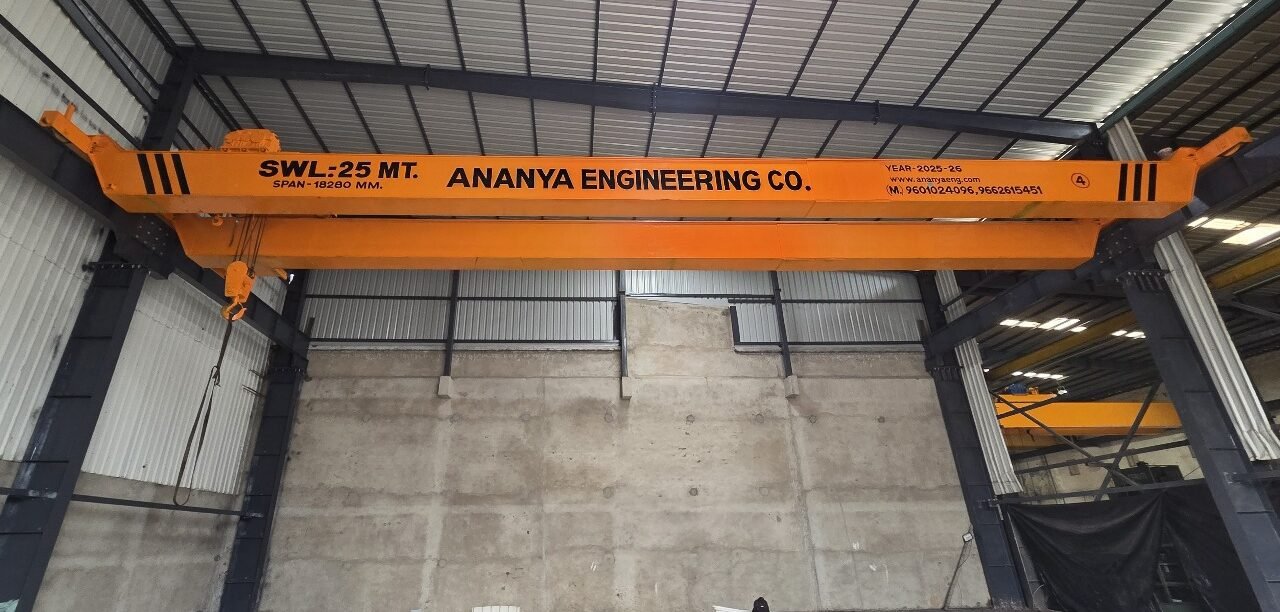 SWL:25 MT.
SPAN-18280 MM.
ANANYA ENGINEERING CO.
YEAR-2025-26
www.ananyaeng.com
(M.) 9601024096,9662615451
4